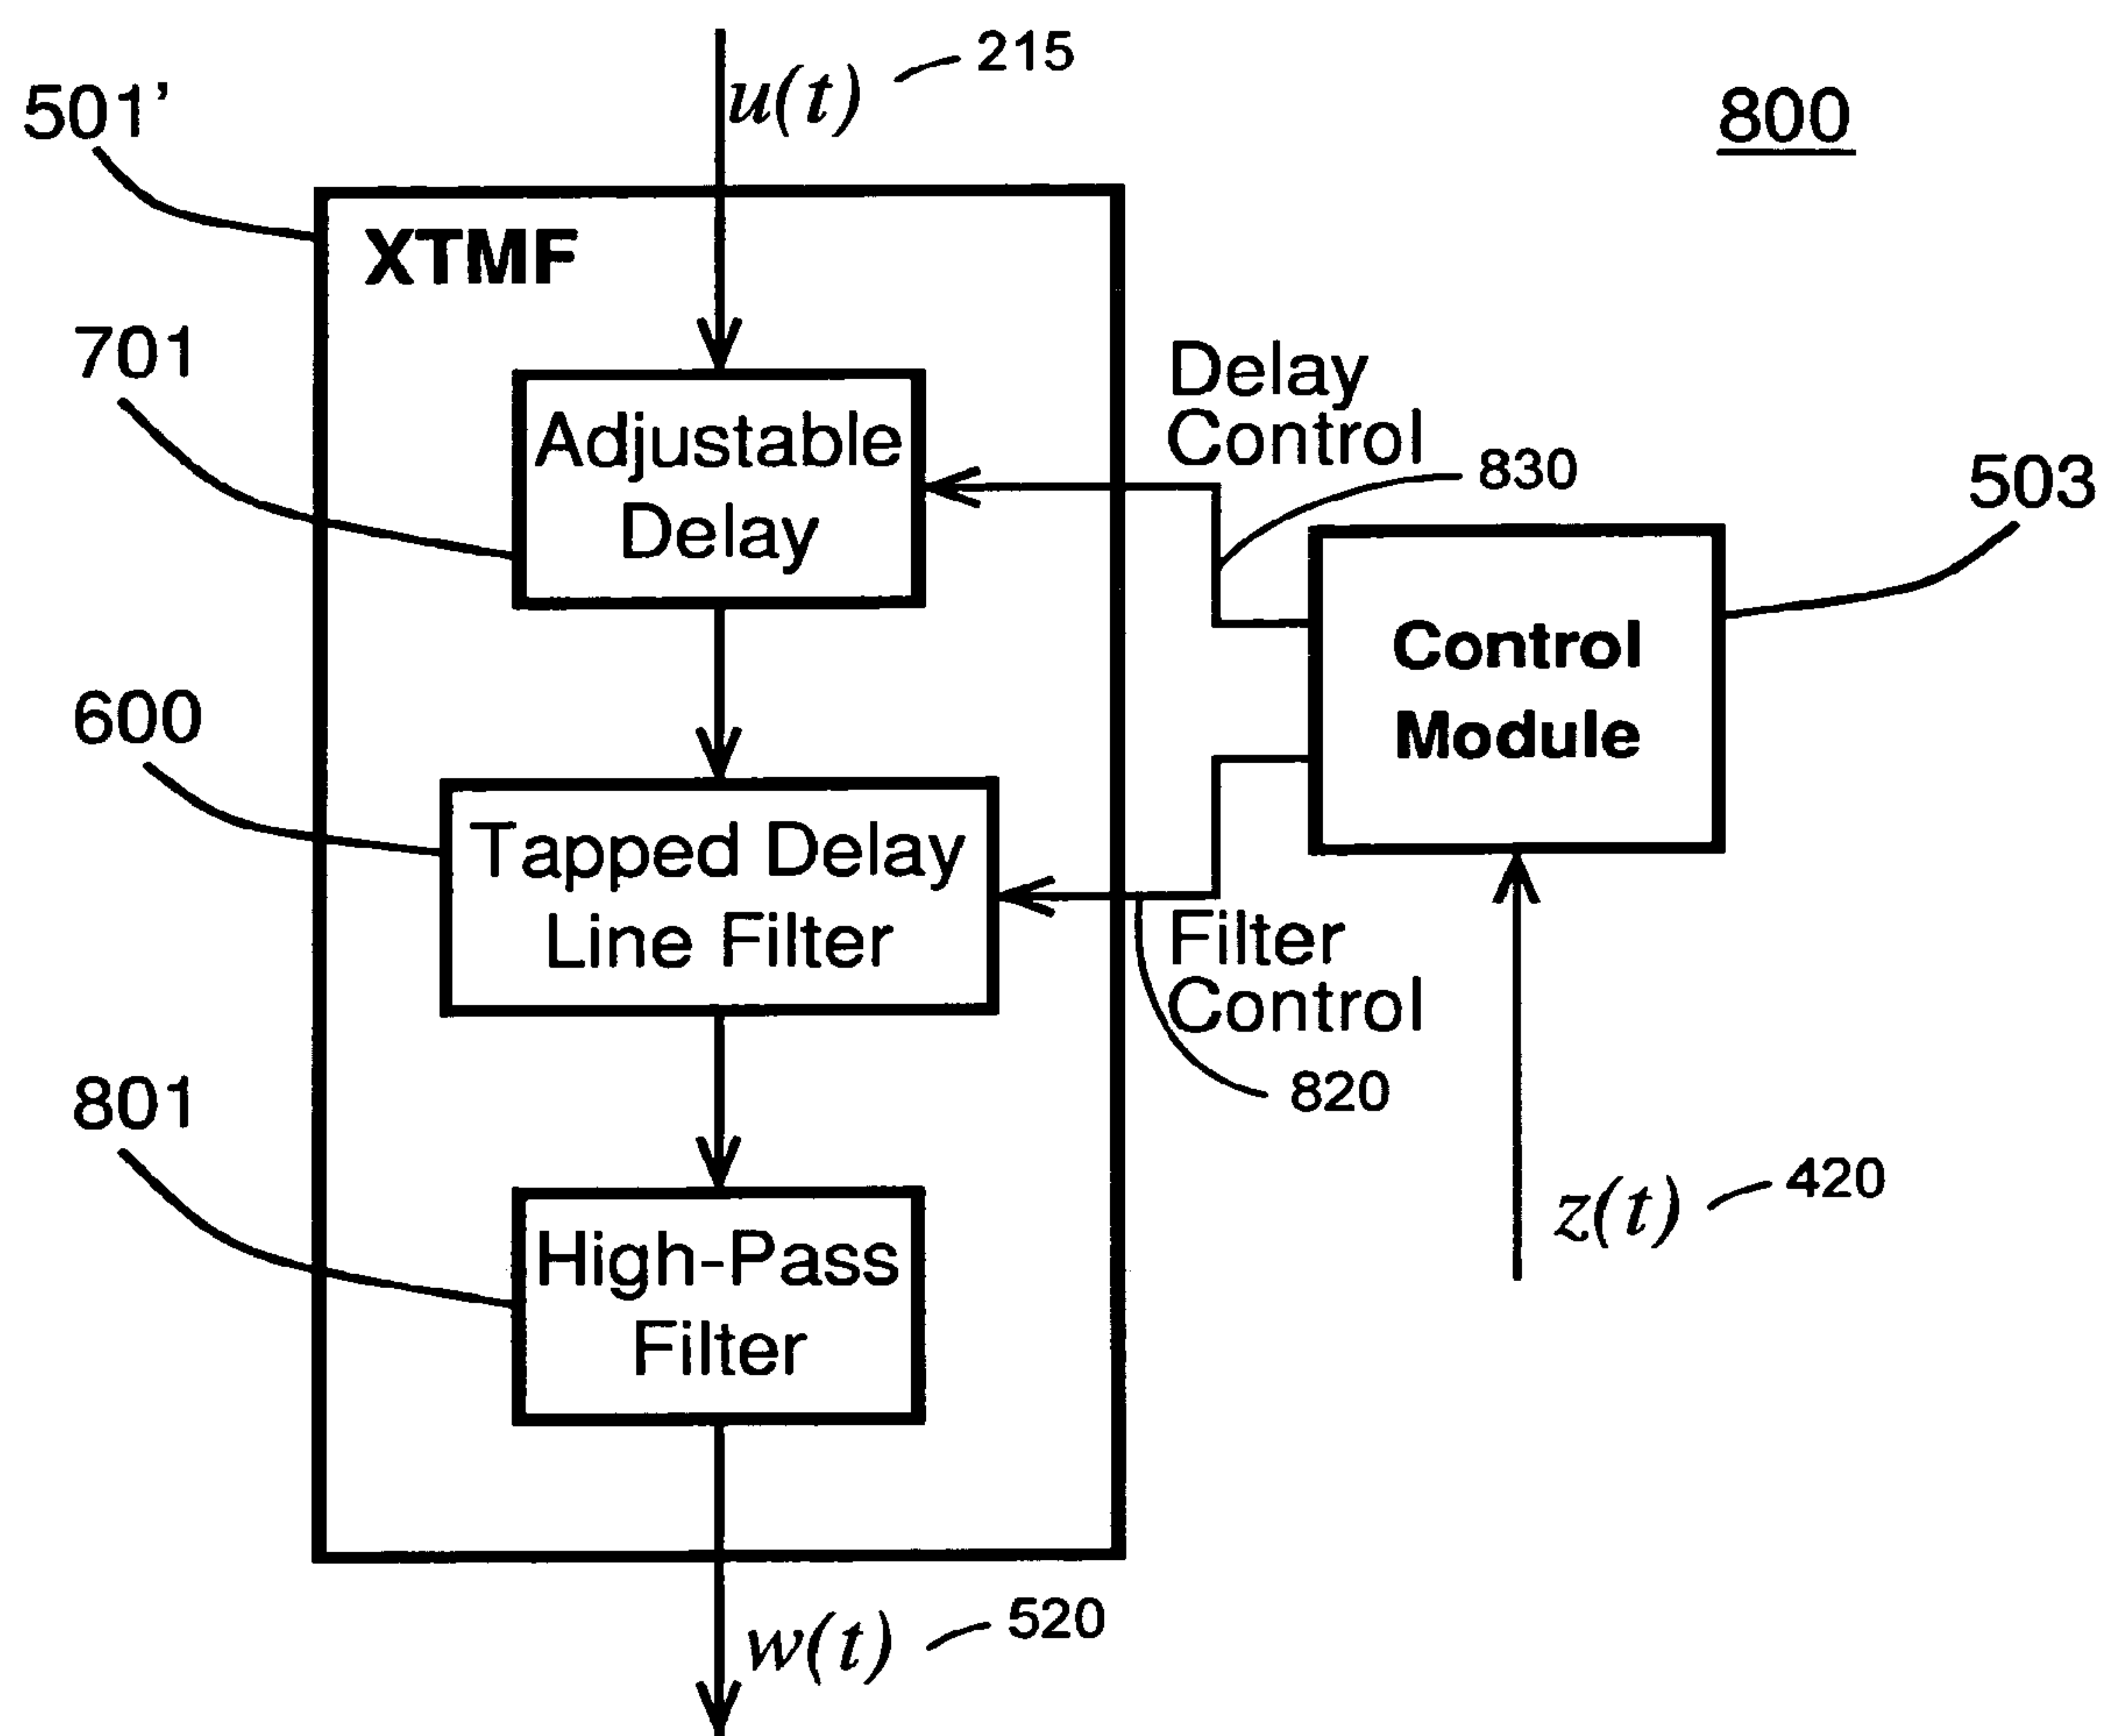 u(t)
215
501’
800
XTMF
701
Adjustable
Delay
Delay
Control
830
503
Control
Module
600
Tapped Delay
Line Filter
Filter
Control
820
801
High-Pass
Filter
z(t)
420
w(t)
520